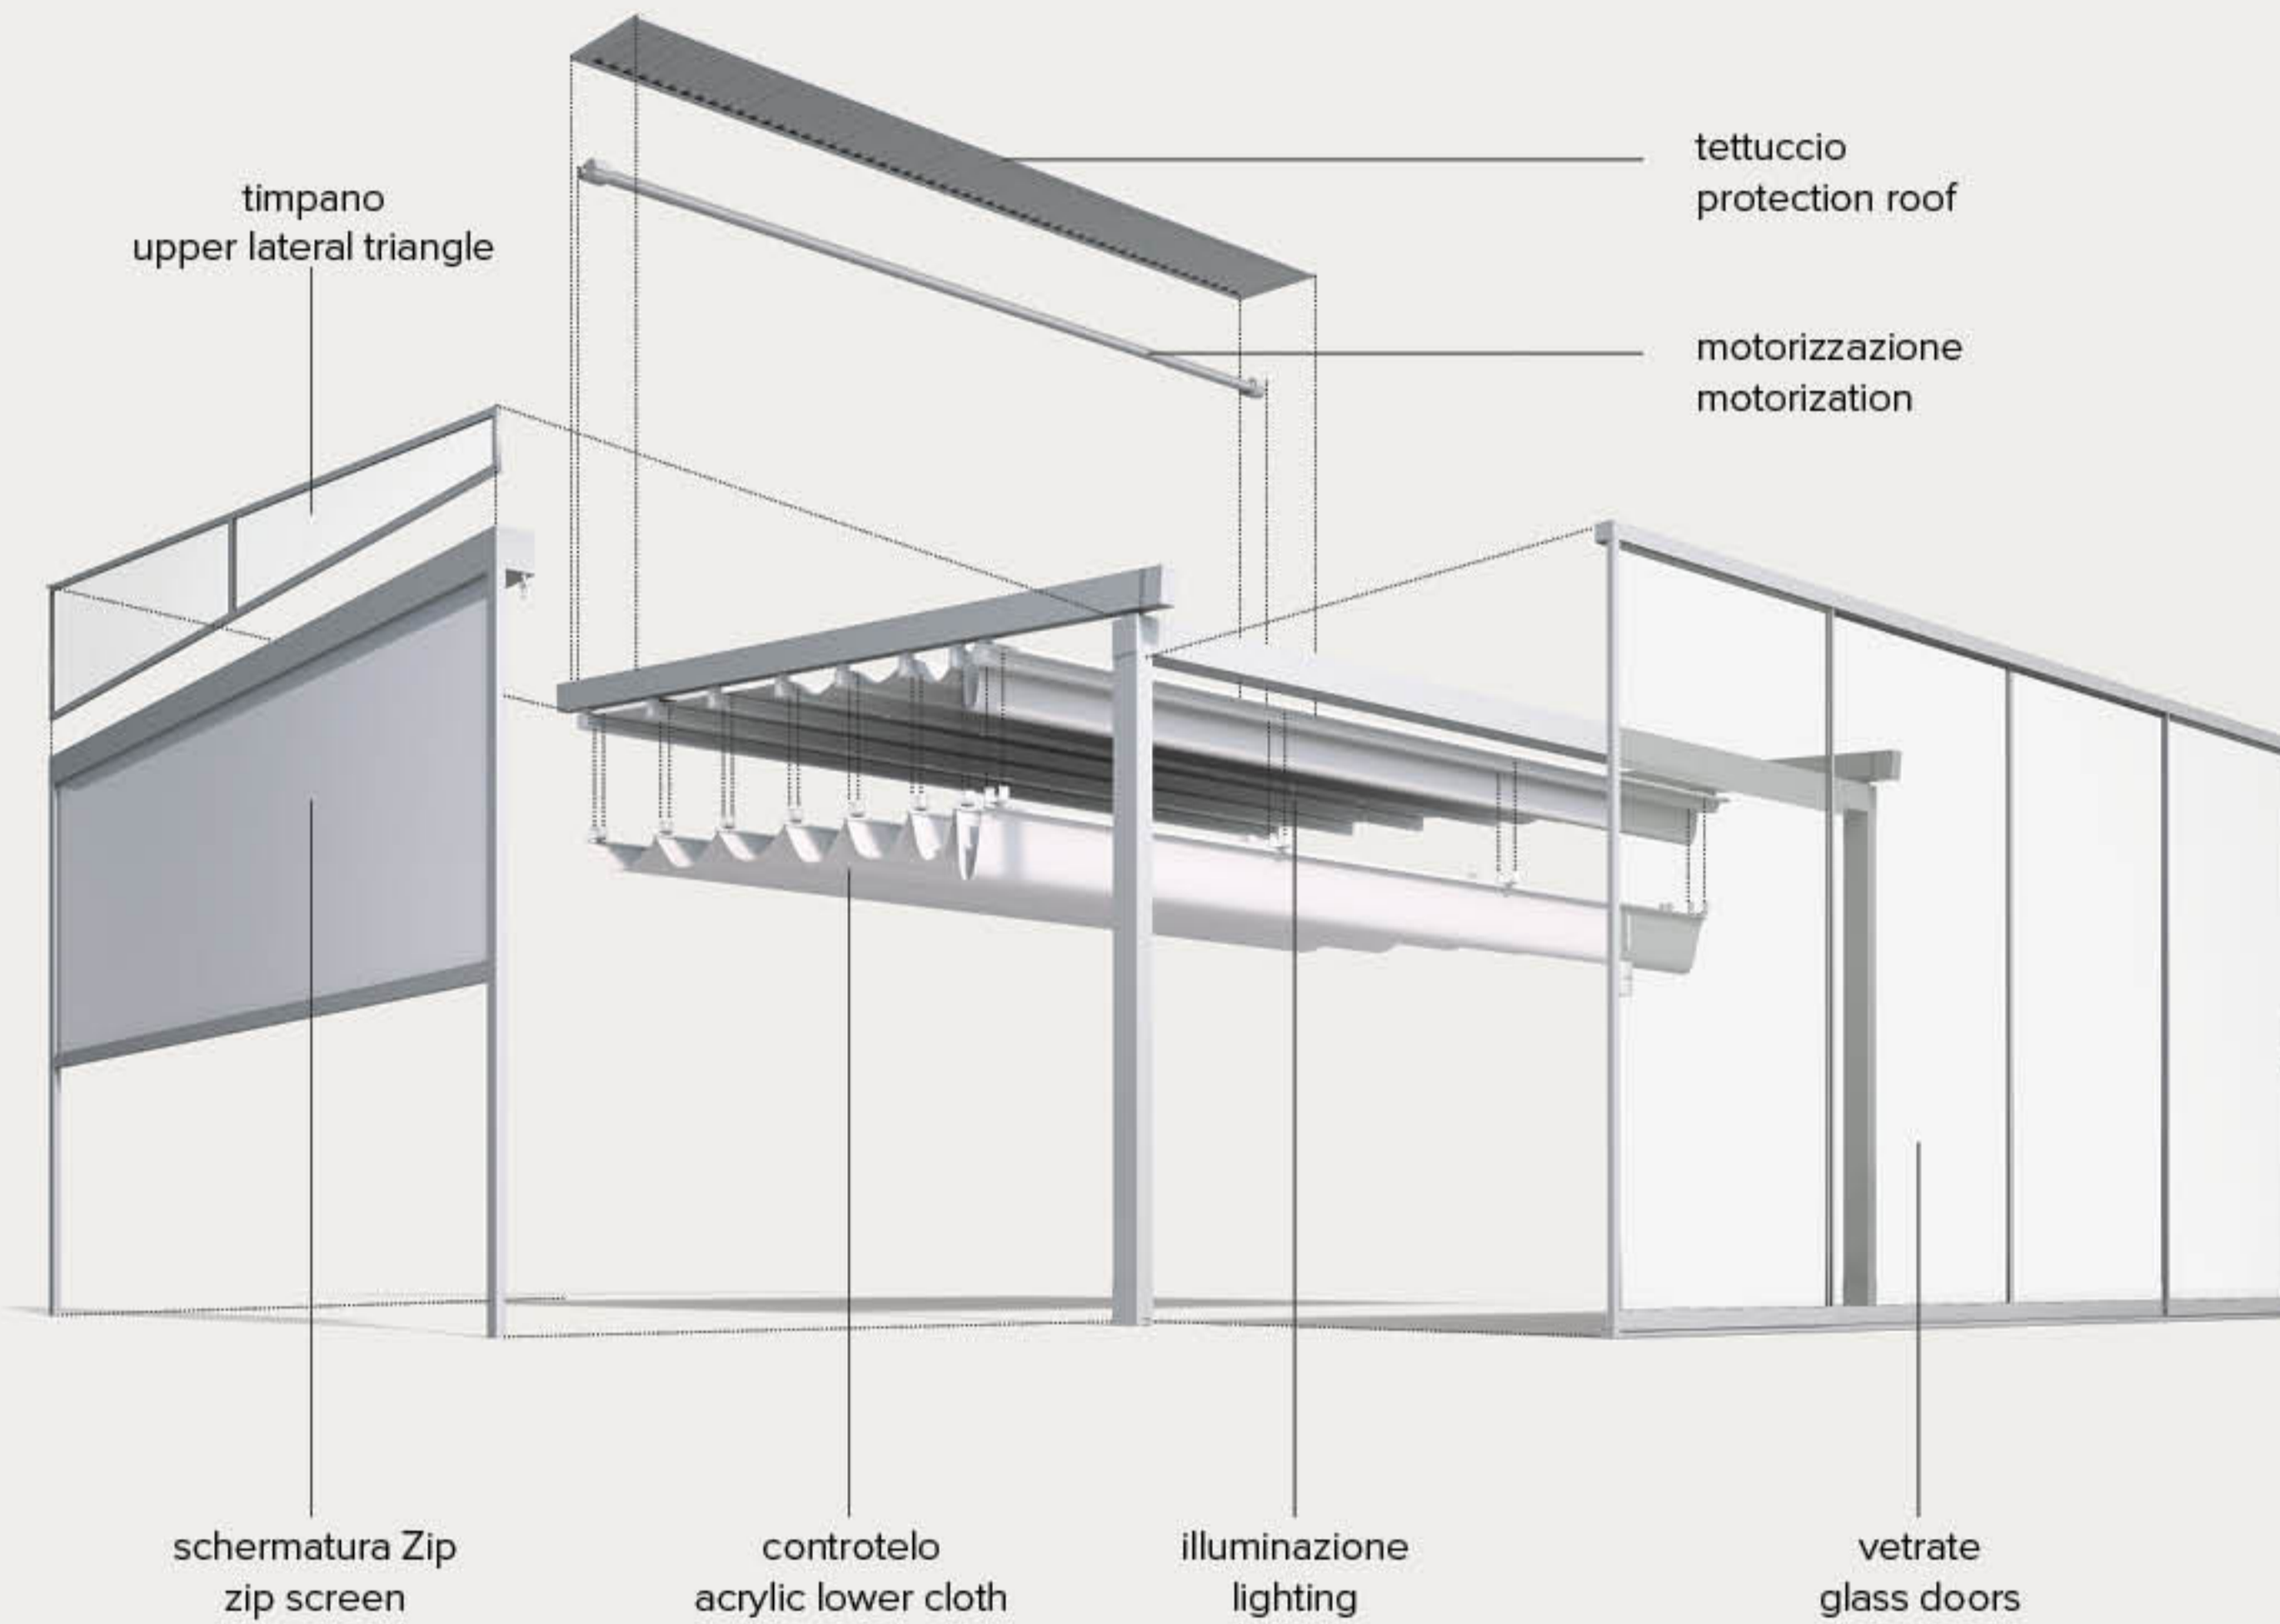 tettuccio
protection roof
timpano
upper lateral triangle
motorizzazione
motorization
schermatura Zip
zip screen
controtelo
acrylic lower cloth
illuminazione
lighting
vetrate
glass doors